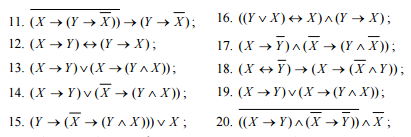 11. $\overline{(X \to (Y \to \overline{X}))} \to (Y \to \overline{X})$;
12. $(X \to Y) \leftrightarrow (Y \to X)$;
13. $(X \to Y) \vee (X \to (Y \wedge X))$;
14. $(X \to Y) \vee (\overline{X} \to (Y \wedge X))$;
15. $(Y \to (\overline{X} \to (Y \wedge X))) \vee X$;
16. $((Y \vee X) \leftrightarrow X) \wedge (Y \to X)$;
17. $(X \to \overline{Y}) \wedge (\overline{X} \to (Y \wedge \overline{X}))$;
18. $(X \leftrightarrow \overline{Y}) \to (X \to (\overline{X} \wedge Y))$;
19. $(X \to Y) \vee (X \to (Y \wedge X))$;
20. $\overline{((X \to Y) \wedge (\overline{X} \to \overline{Y}))} \wedge \overline{X}$;